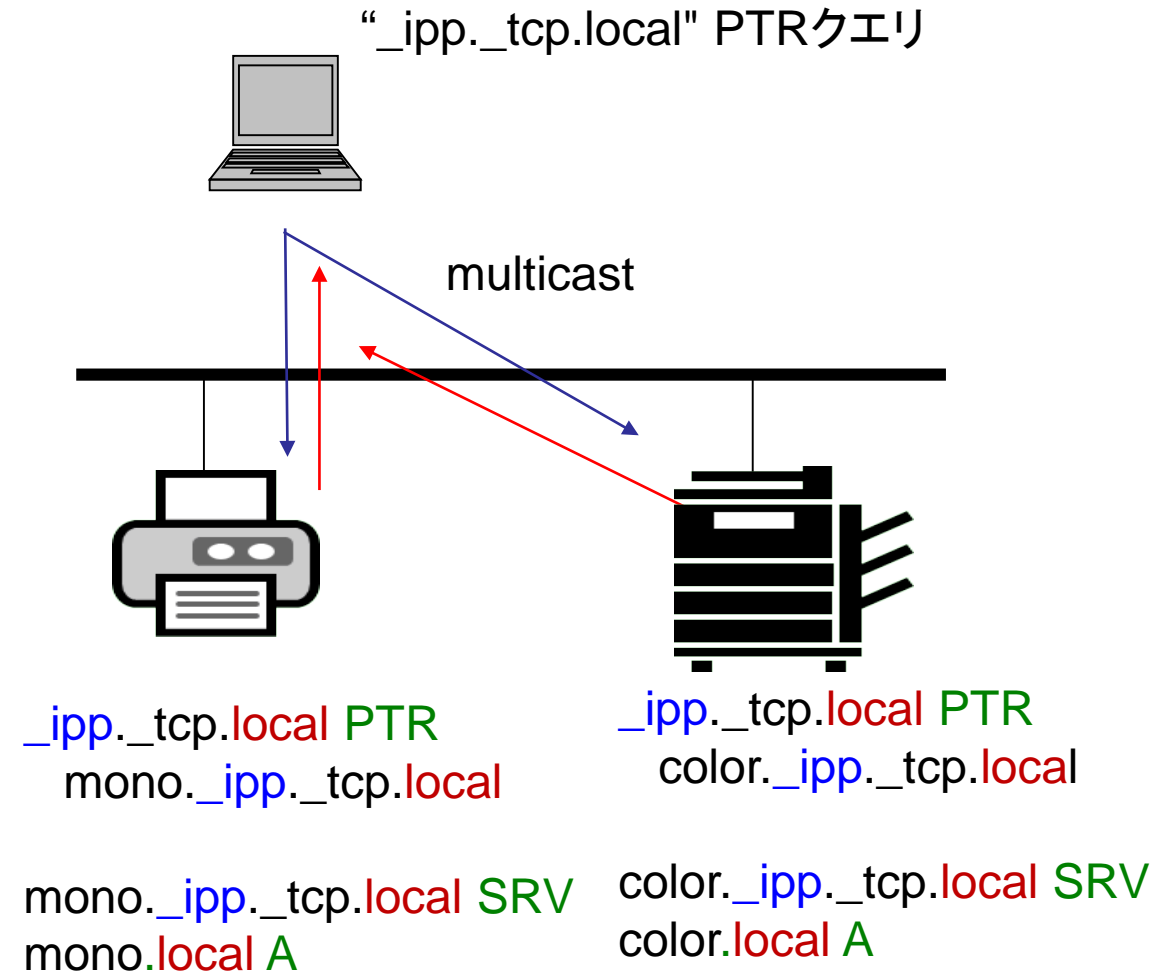 “_ipp._tcp.local" PTRクエリ
multicast
_ipp._tcp.local PTR
mono._ipp._tcp.local
mono._ipp._tcp.local SRV
mono.local A
_ipp._tcp.local PTR
color._ipp._tcp.local
color._ipp._tcp.local SRV
color.local A